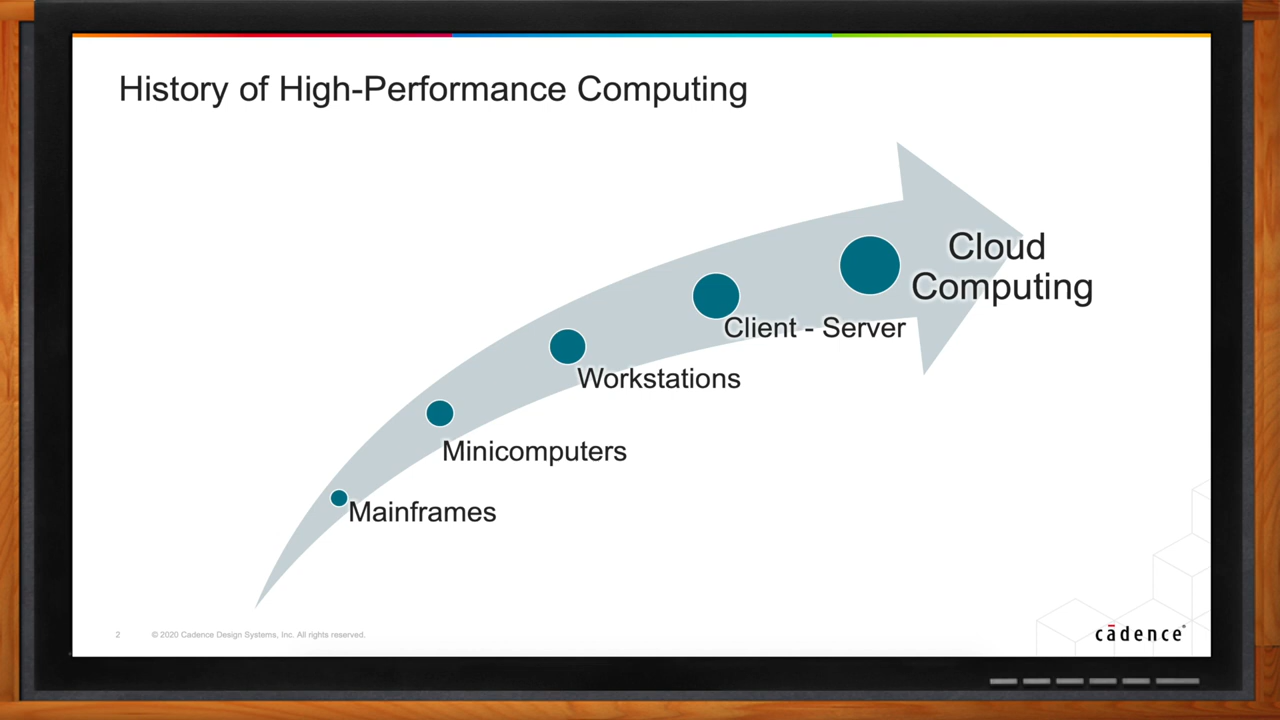 History of High-Performance Computing
Cloud
Computing
Client - Server
Workstations
Minicomputers
Mainframes
2 © 2020 Cadence Design Systems, Inc. All rights reserved.
cādence®